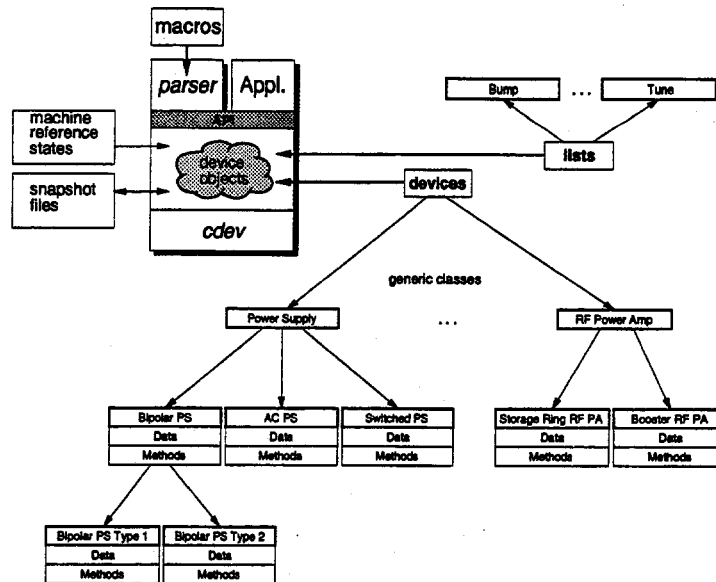 macros
parser
Appl.
API
machine
reference
states
snapshot
files
device
objects
cdev
Bump
...
Tune
lists
devices
generic classes
Power Supply
...
RF Power Amp
Bipolar PS
Data
Methods
AC PS
Data
Methods
Switched PS
Data
Methods
Storage Ring RF PA
Data
Methods
Booster RF PA
Data
Methods
Bipolar PS Type 1
Data
Methods
Bipolar PS Type 2
Data
Methods